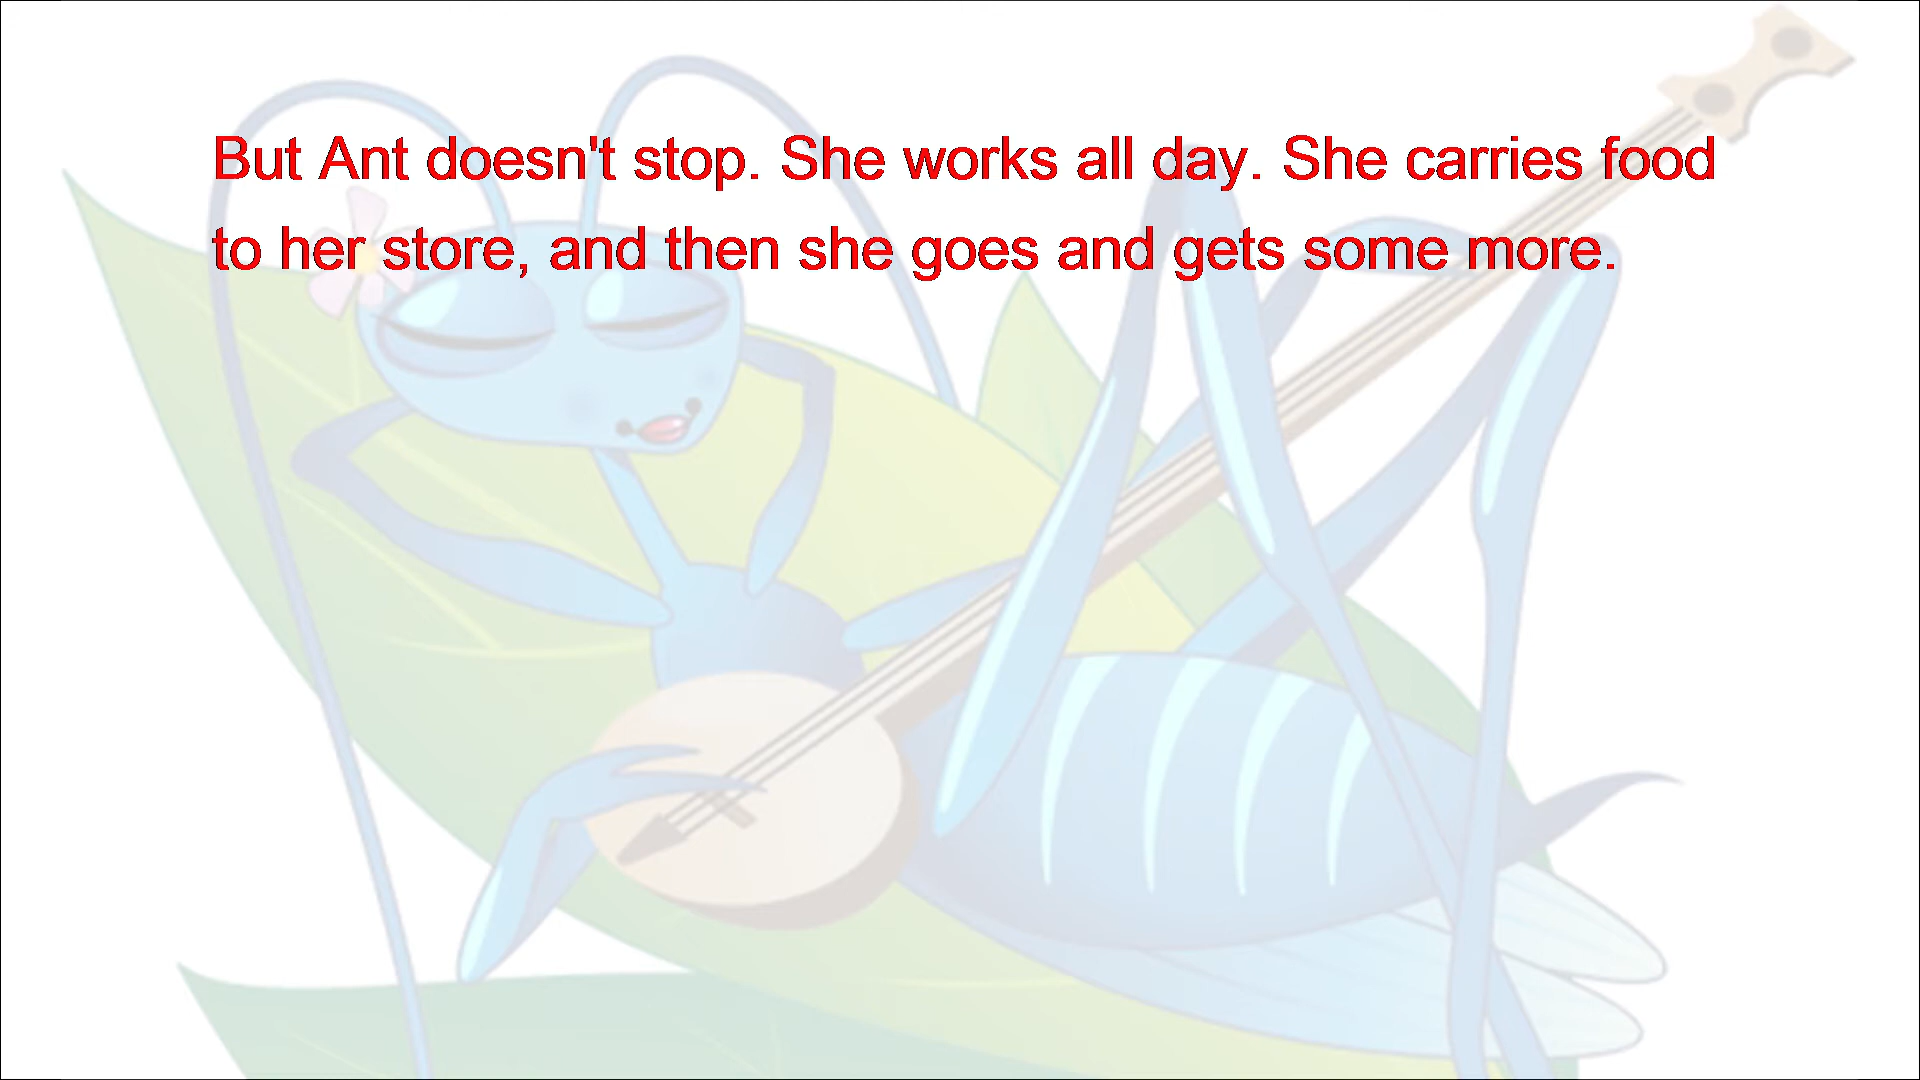 But Ant doesn't stop. She works all day. She carries food
to her store, and then she goes and gets some more.